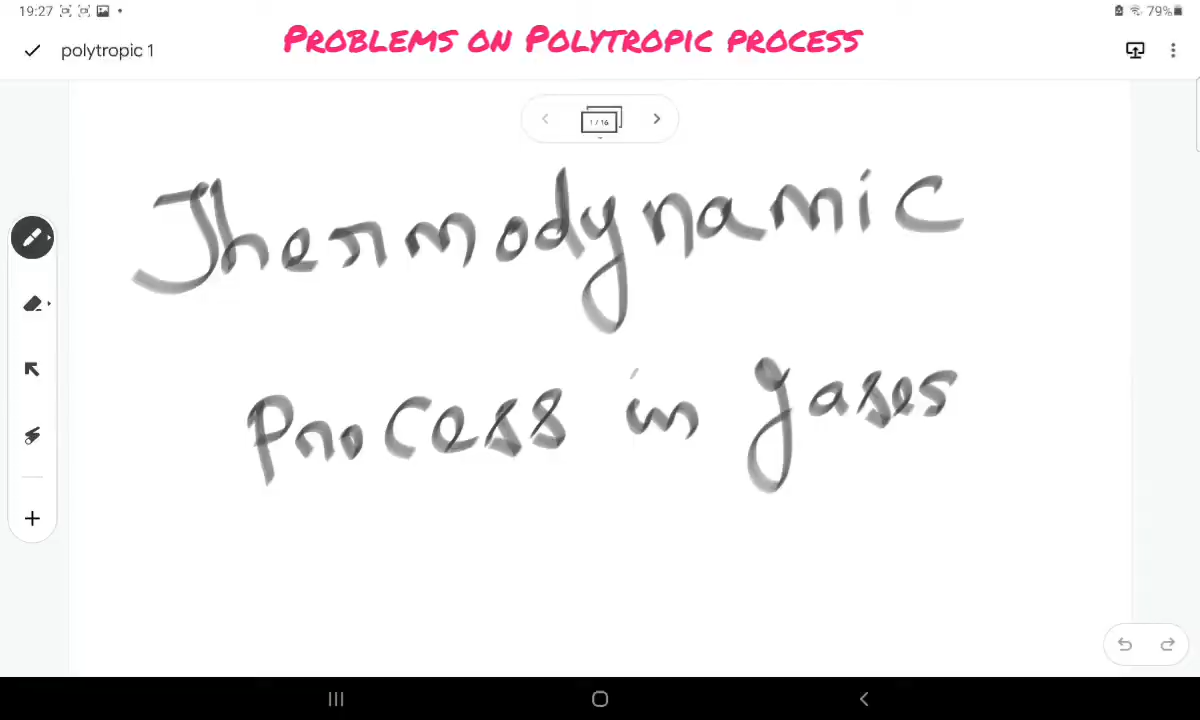 19:27
79%
PROBLEMS ON POLYTROPIC PROCESS
polytropic 1
1 / 16
Thermodynamic
Process in gases